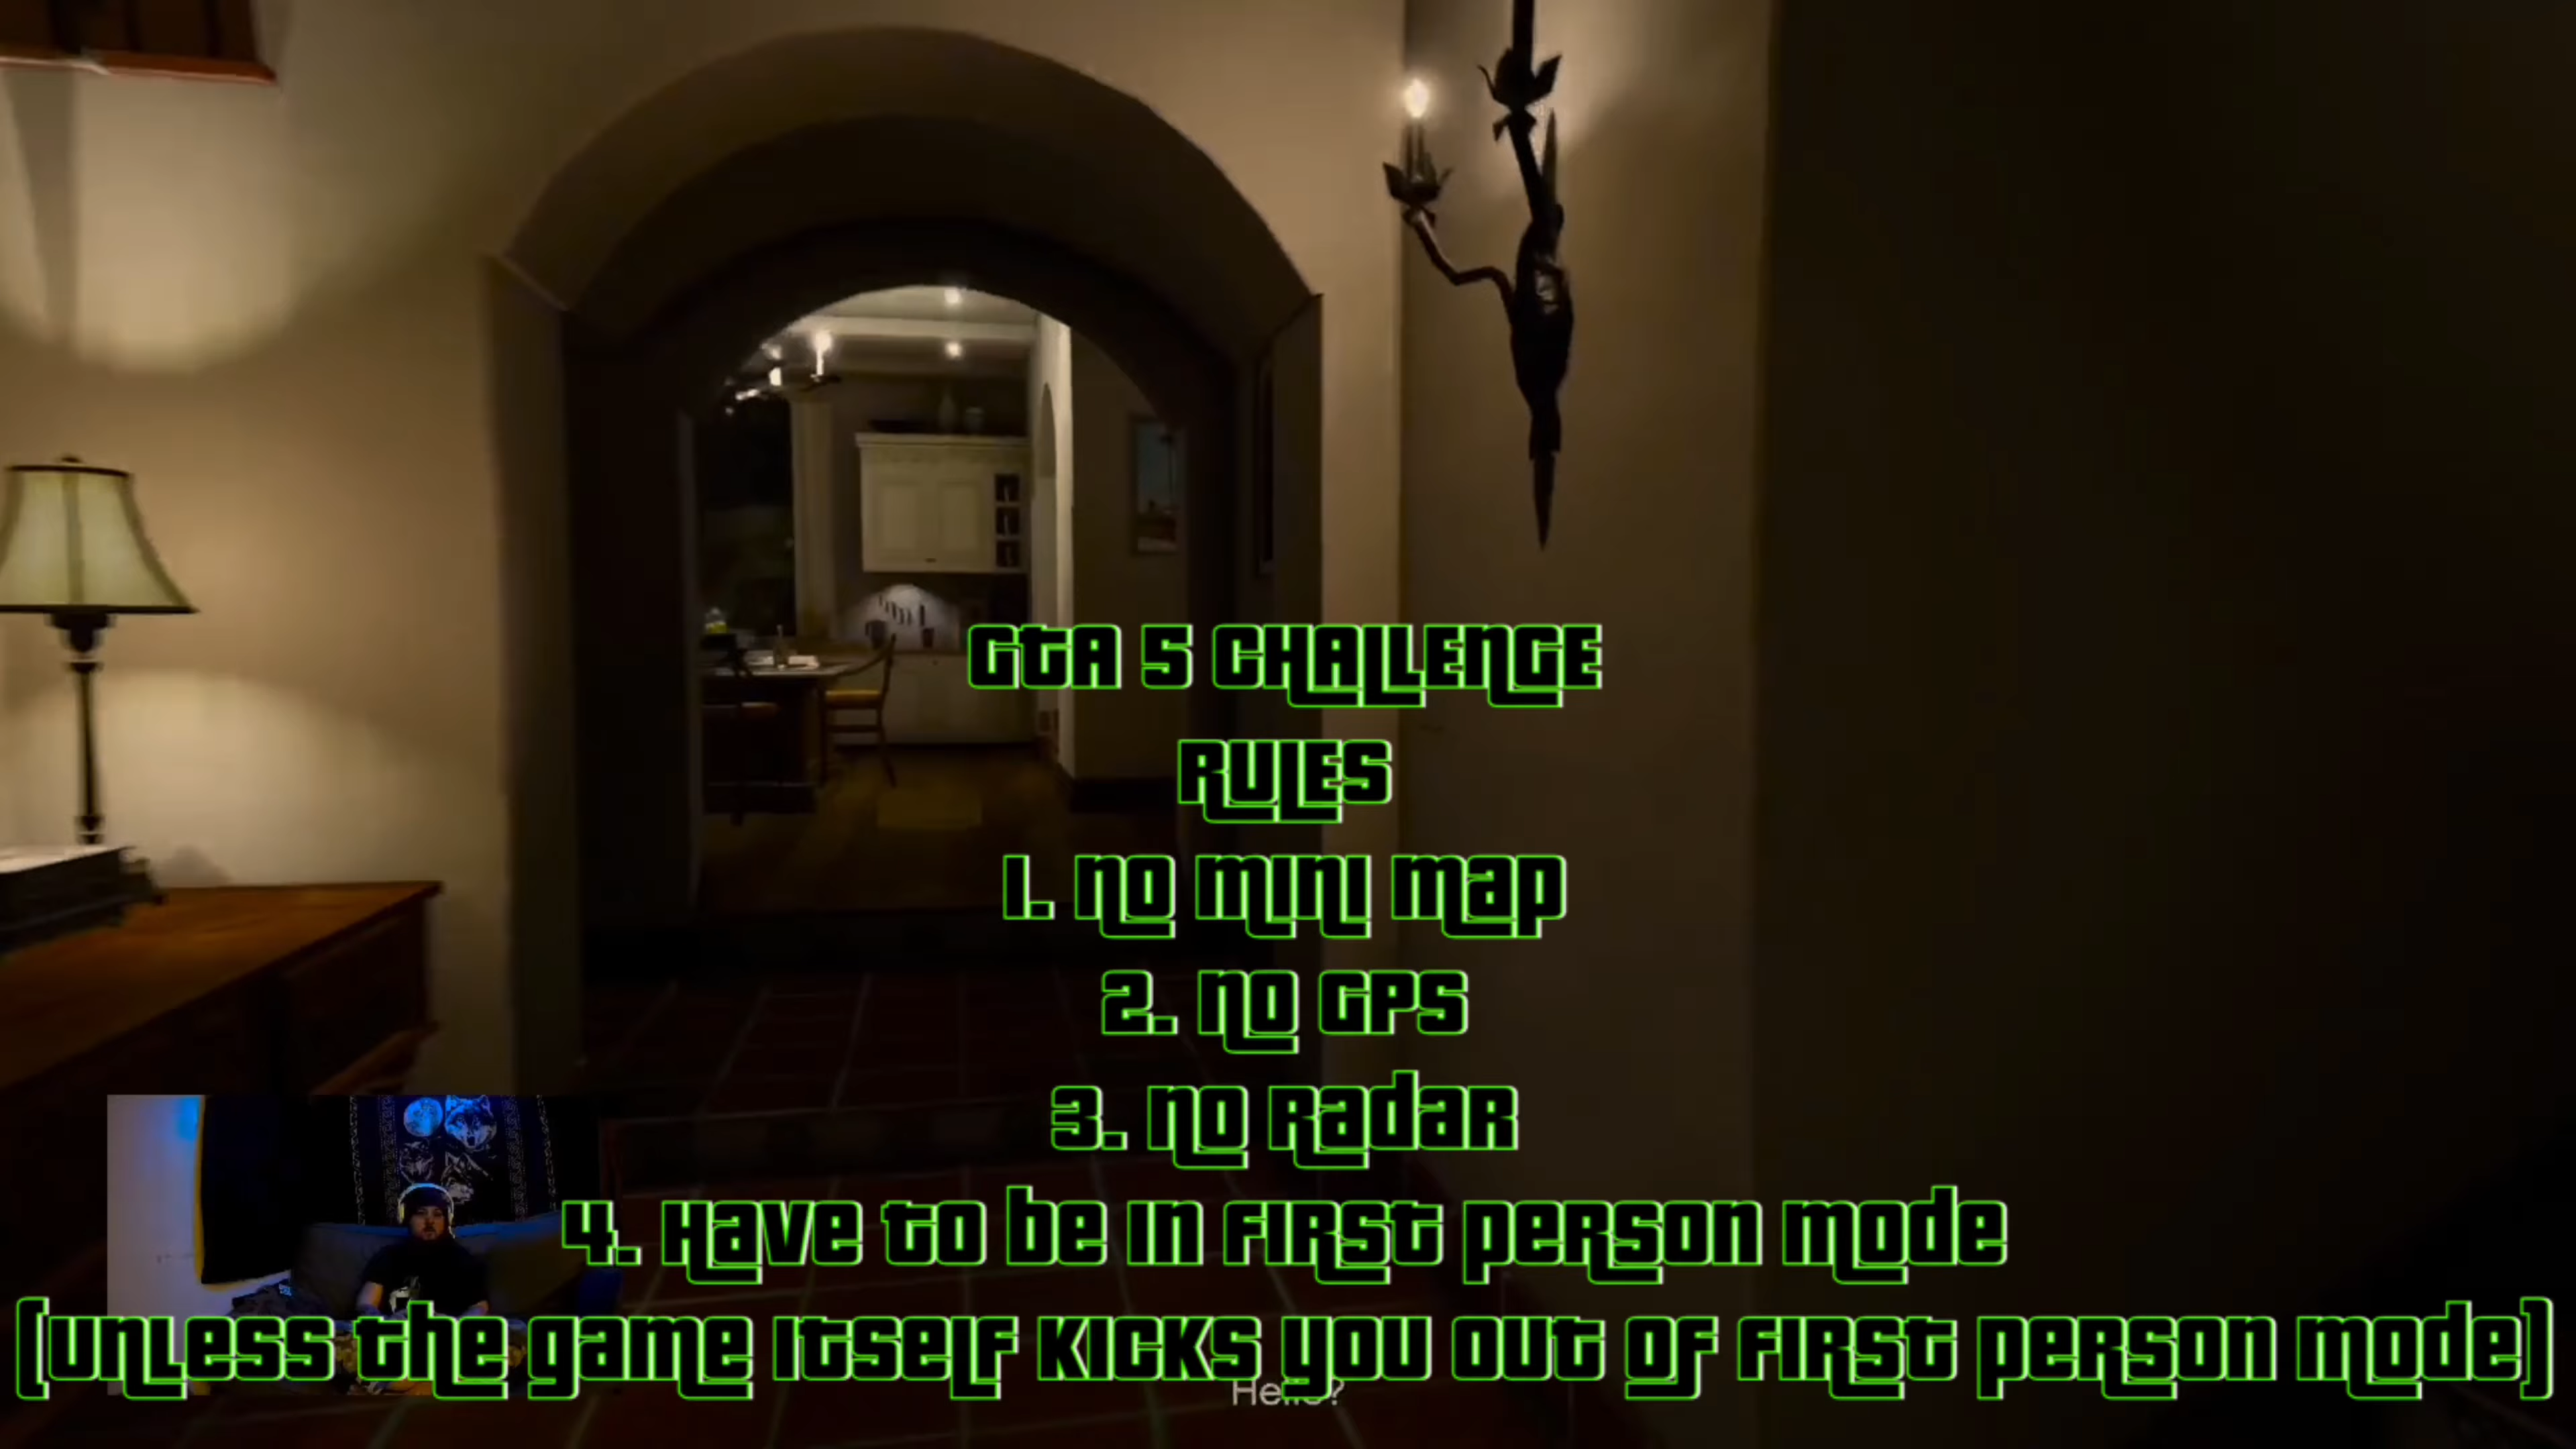 GTA 5 CHALLENGE
RULES
1. NO MINI MAP
2. NO GPS
3. NO RADAR
4. HAVE TO BE IN FIRST PERSON MODE
(UNLESS THE GAME ITSELF KICKS YOU OUT OF FIRST PERSON MODE)
Hello?